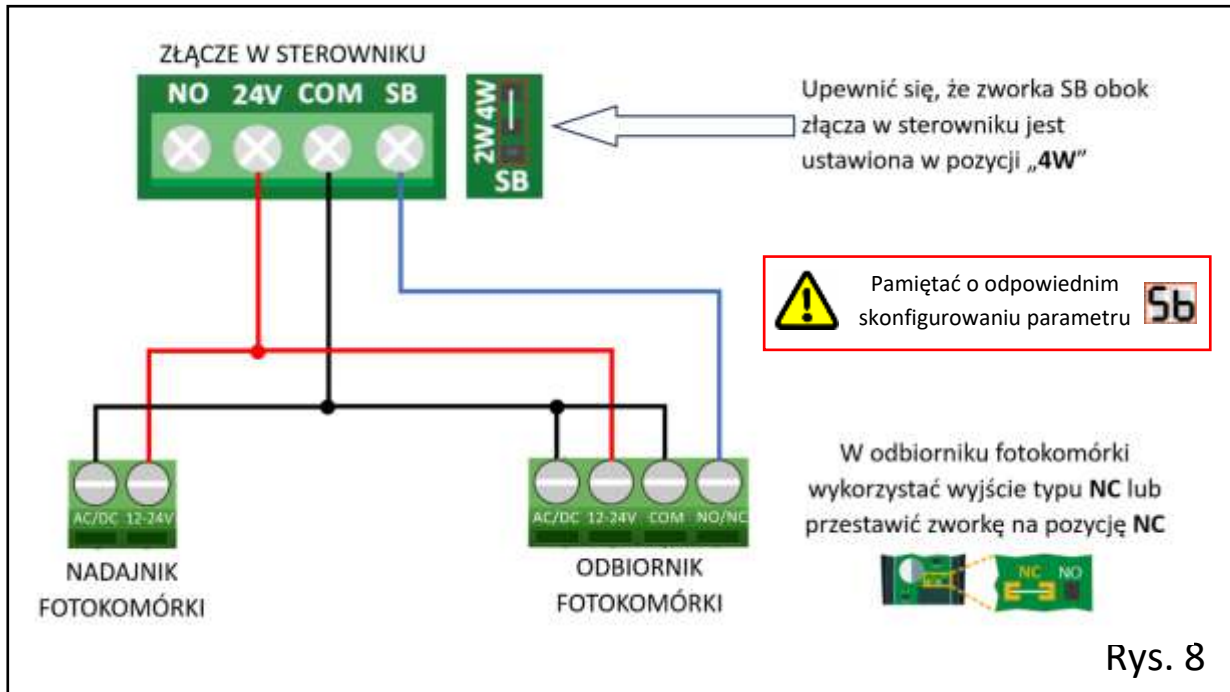 ZŁĄCZE W STEROWNIKU
NO 24V COM SB
2W 4W
SB
Upewnić się, że zworka SB obok
złącza w sterowniku jest
ustawiona w pozycji „4W”
Pamiętać o odpowiednim
skonfigurowaniu parametru Sb
W odbiorniku fotokomórki
wykorzystać wyjście typu NC lub
przestawić zworkę na pozycję NC
NC NO
AC/DC 12-24V
NADAJNIK
FOTOKOMÓRKI
AC/DC 12-24V COM NO/NC
ODBIORNIK
FOTOKOMÓRKI
Rys. 8